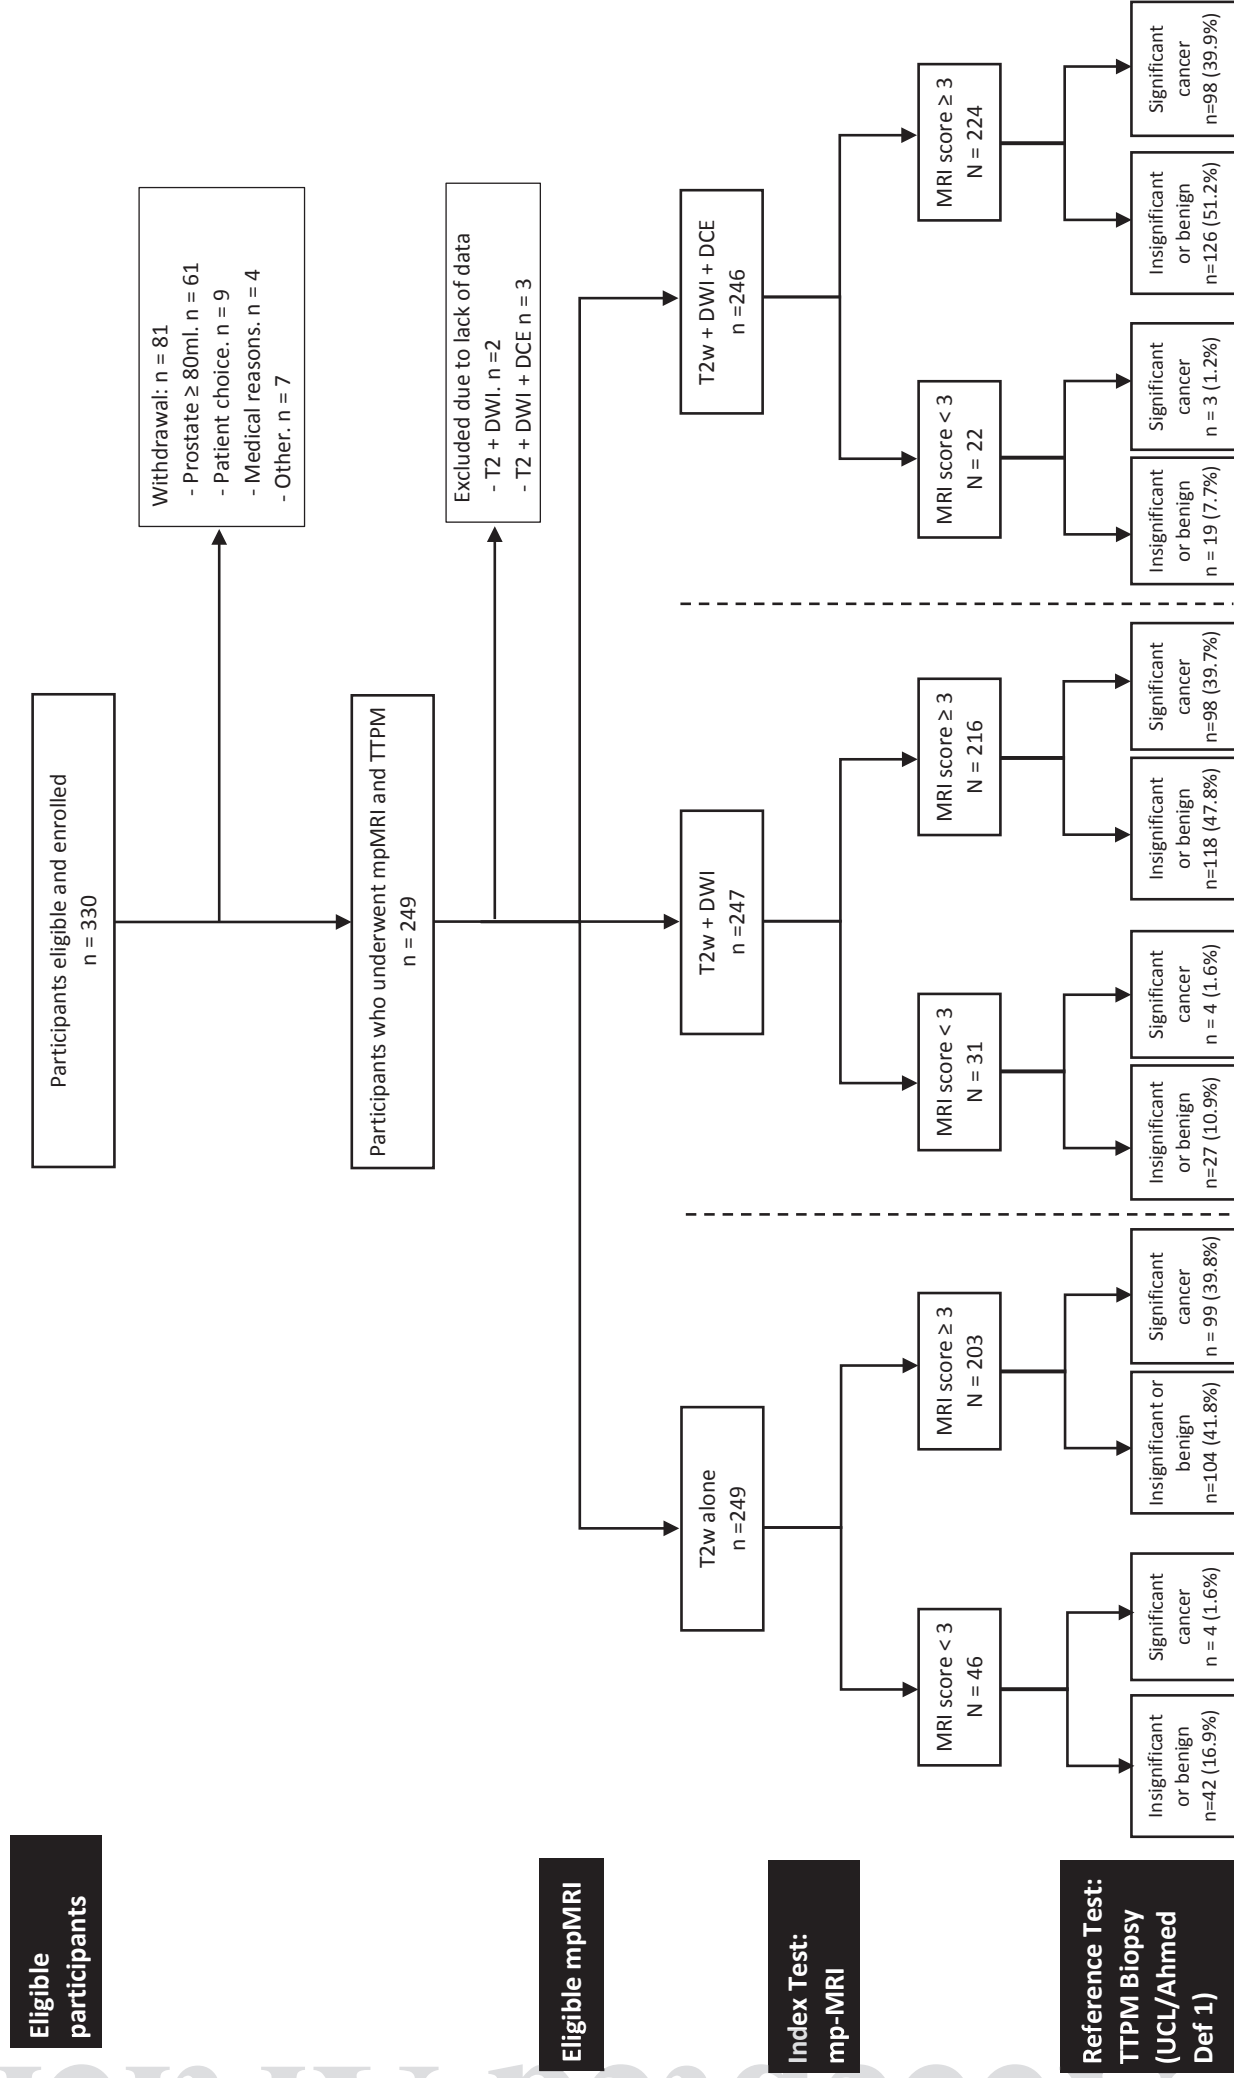 Eligible
participants
Participants eligible and enrolled
n = 330
Withdrawal: n = 81
- Prostate ≥ 80ml. n = 61
- Patient choice. n = 9
- Medical reasons. n = 4
- Other. n = 7
Participants who underwent mpMRI and TTPM
n = 249
Excluded due to lack of data
- T2 + DWI. n =2
- T2 + DWI + DCE n = 3
Eligible mpMRI
T2w alone
n =249
T2w + DWI
n =247
T2w + DWI + DCE
n =246
Index Test:
mp-MRI
MRI score < 3
N = 46
MRI score ≥ 3
N = 203
MRI score < 3
N = 31
MRI score ≥ 3
N = 216
MRI score < 3
N = 22
MRI score ≥ 3
N = 224
Reference Test:
TTPM Biopsy
(UCL/Ahmed
Def 1)
Insignificant
or benign
n=42 (16.9%)
Significant
cancer
n = 4 (1.6%)
Insignificant or
benign
n=104 (41.8%)
Significant
cancer
n = 99 (39.8%)
Insignificant
or benign
n=27 (10.9%)
Significant
cancer
n = 4 (1.6%)
Insignificant
or benign
n=118 (47.8%)
Significant
cancer
n=98 (39.7%)
Insignificant
or benign
n = 19 (7.7%)
Significant
cancer
n = 3 (1.2%)
Insignificant
or benign
n=126 (51.2%)
Significant
cancer
n=98 (39.9%)